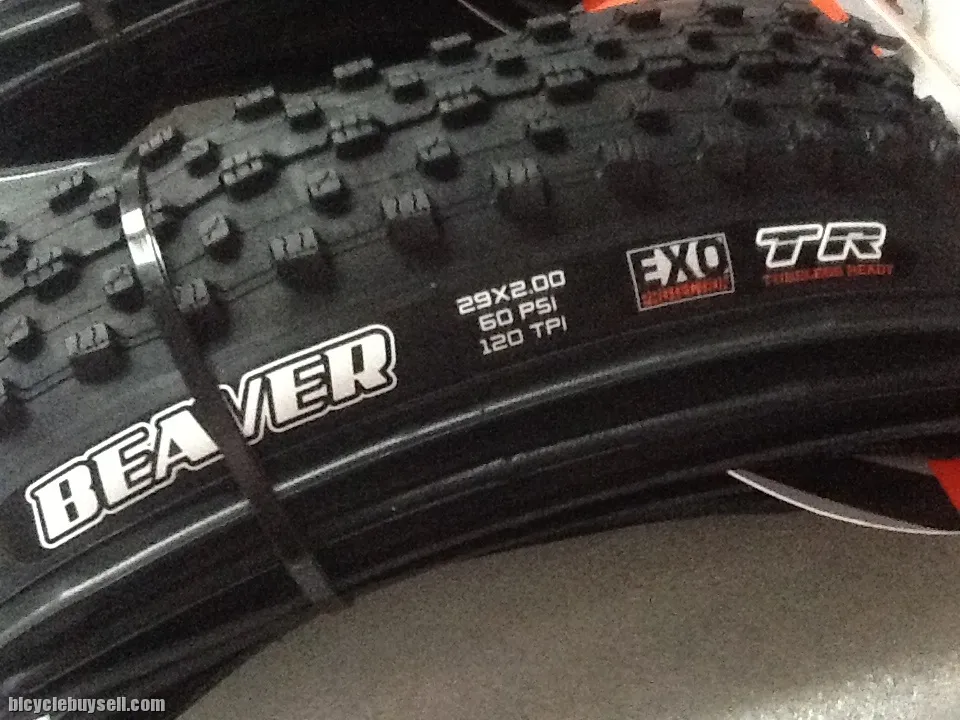 BEAVER
29X2.00
60 PSI
120 TPI
EXO
TR
TUBELESS READY
bicyclebuysell.com